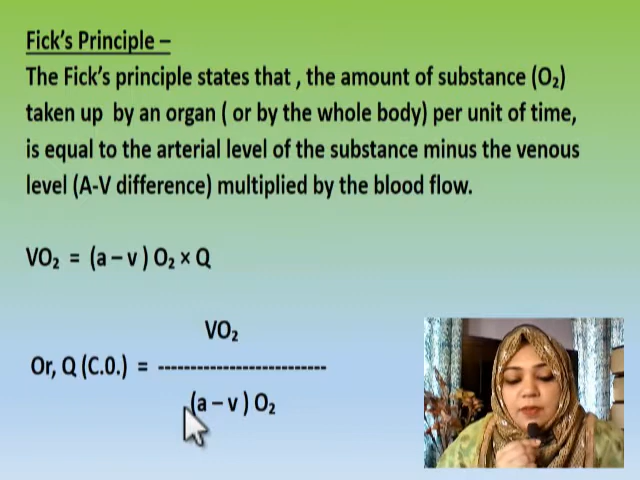 Fick's Principle –
The Fick's principle states that , the amount of substance (O₂)
taken up by an organ ( or by the whole body) per unit of time,
is equal to the arterial level of the substance minus the venous
level (A-V difference) multiplied by the blood flow.
VO₂ = (a – v ) O₂ × Q
VO₂
Or, Q (C.O.) = --------------------------
(a – v ) O₂